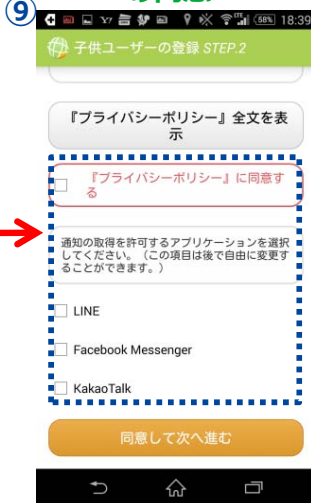 ⑨
58% 18:39
子供ユーザーの登録 STEP.2
『プライバシーポリシー』全文を表
示
『プライバシーポリシー』に同意す
る
通知の取得を許可するアプリケーションを選択
してください。（この項目は後で自由に変更す
ることができます。）
LINE
Facebook Messenger
KakaoTalk
同意して次へ進む